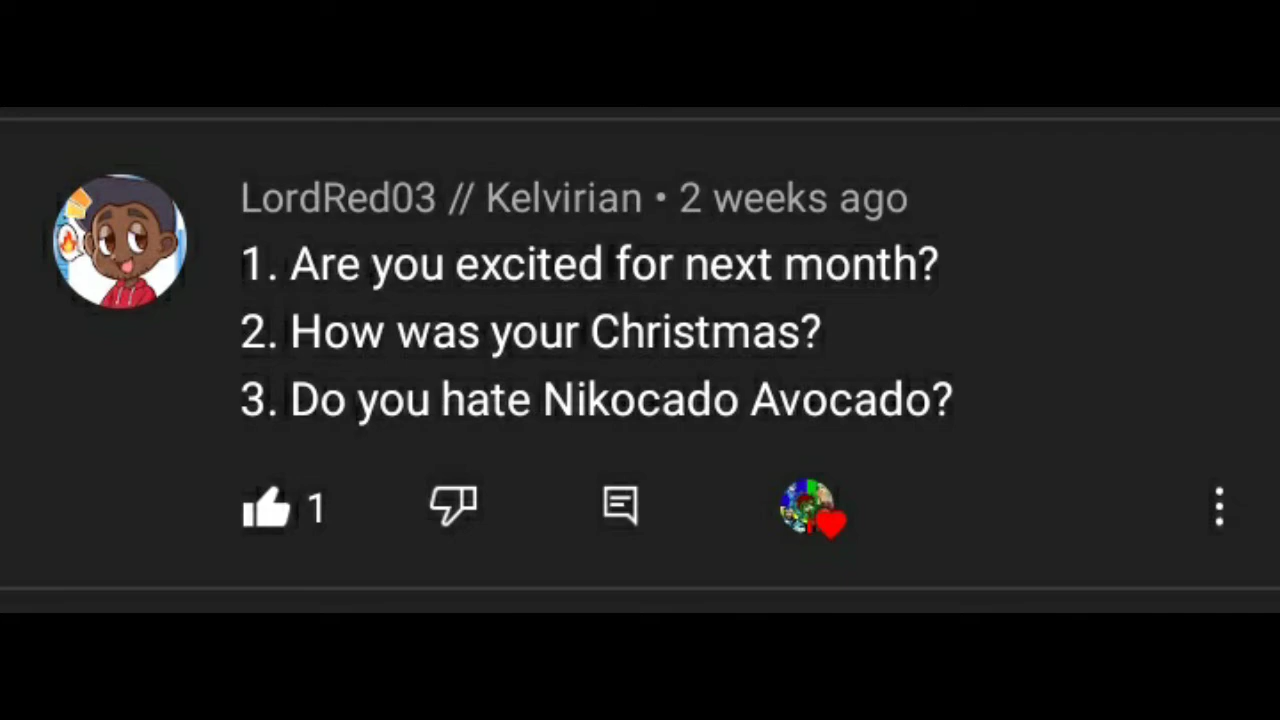 LordRed03 // Kelvirian • 2 weeks ago
1. Are you excited for next month?
2. How was your Christmas?
3. Do you hate Nikocado Avocado?
1